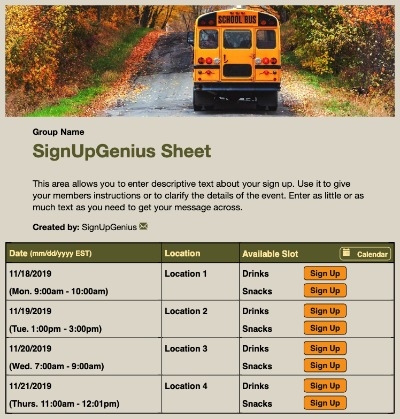 SCHOOL BUS
Group Name
SignUpGenius Sheet
This area allows you to enter descriptive text about your sign up. Use it to give
your members instructions or to clarify the details of the event. Enter as little or as
much text as you need to get your message across.
Created by: SignUpGenius
Date (mm/dd/yyyy EST) Location Available Slot Calendar
11/18/2019 Location 1 Drinks Sign Up
(Mon. 9:00am - 10:00am) Snacks Sign Up
11/19/2019 Location 2 Drinks Sign Up
(Tue. 1:00pm - 3:00pm) Snacks Sign Up
11/20/2019 Location 3 Drinks Sign Up
(Wed. 7:00am - 9:00am) Snacks Sign Up
11/21/2019 Location 4 Drinks Sign Up
(Thurs. 11:00am - 12:01pm) Snacks Sign Up